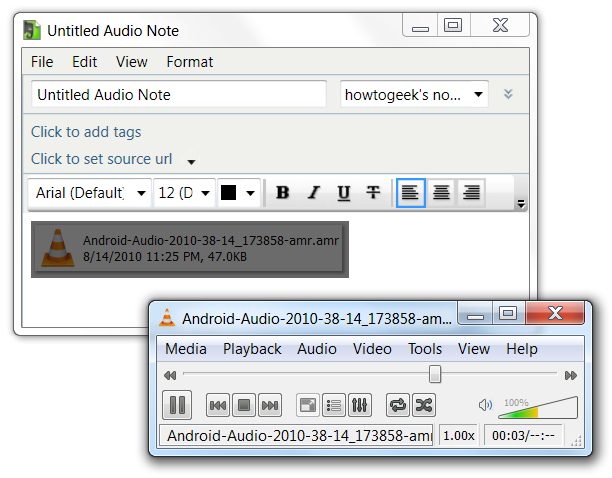 Untitled Audio Note
File Edit View Format
Untitled Audio Note howtogeek's no...
Click to add tags
Click to set source url
Arial (Default) 12 (D B I U T
Android-Audio-2010-38-14_173858-amr.amr
8/14/2010 11:25 PM, 47.0KB
Android-Audio-2010-38-14_173858-am...
Media Playback Audio Video Tools View Help
100%
Android-Audio-2010-38-14_173858-amr 1.00x 00:03/--:--